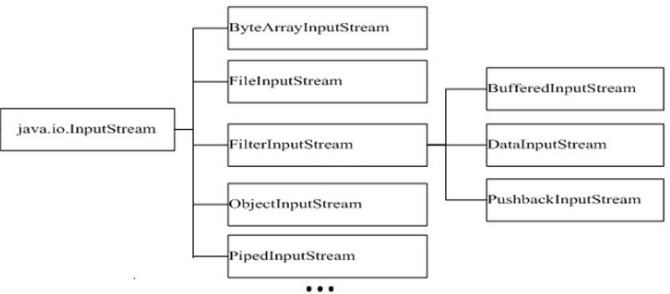 java.io.InputStream
ByteArrayInputStream
FileInputStream
FilterInputStream
ObjectInputStream
PipedInputStream
BufferedInputStream
DataInputStream
PushbackInputStream
•••